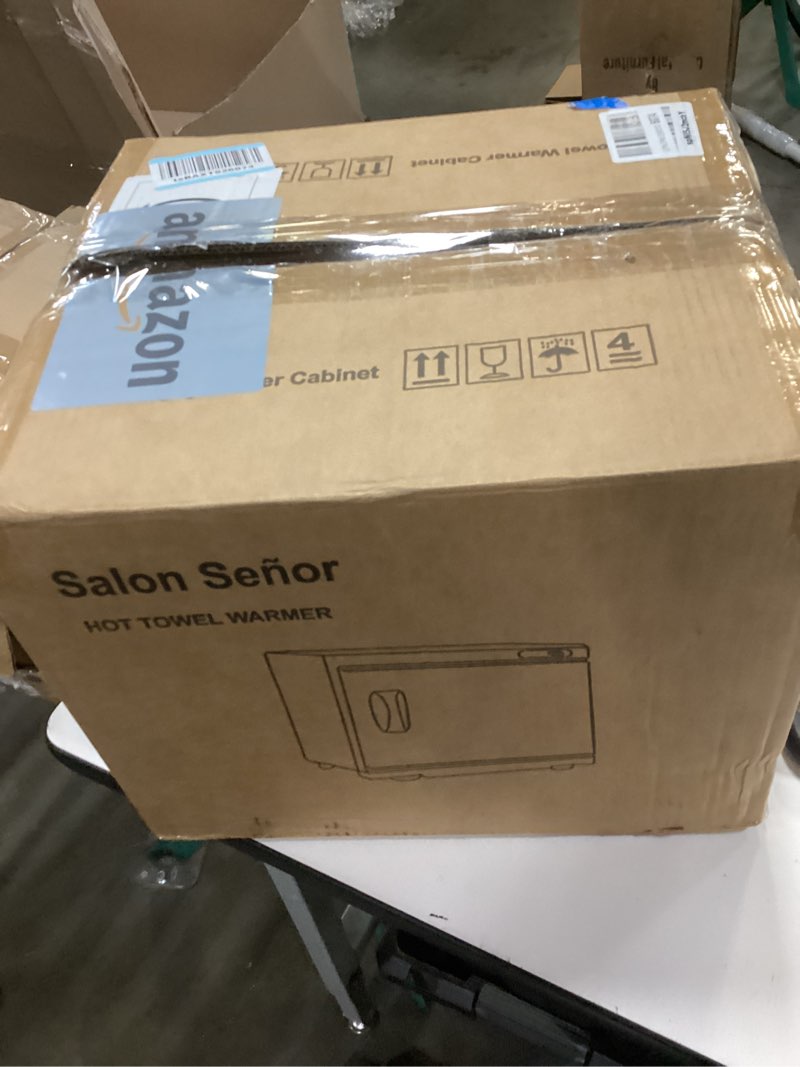 owel Warmer Cabinet
amazon
er Cabinet
4
Salon Señor
HOT TOWEL WARMER